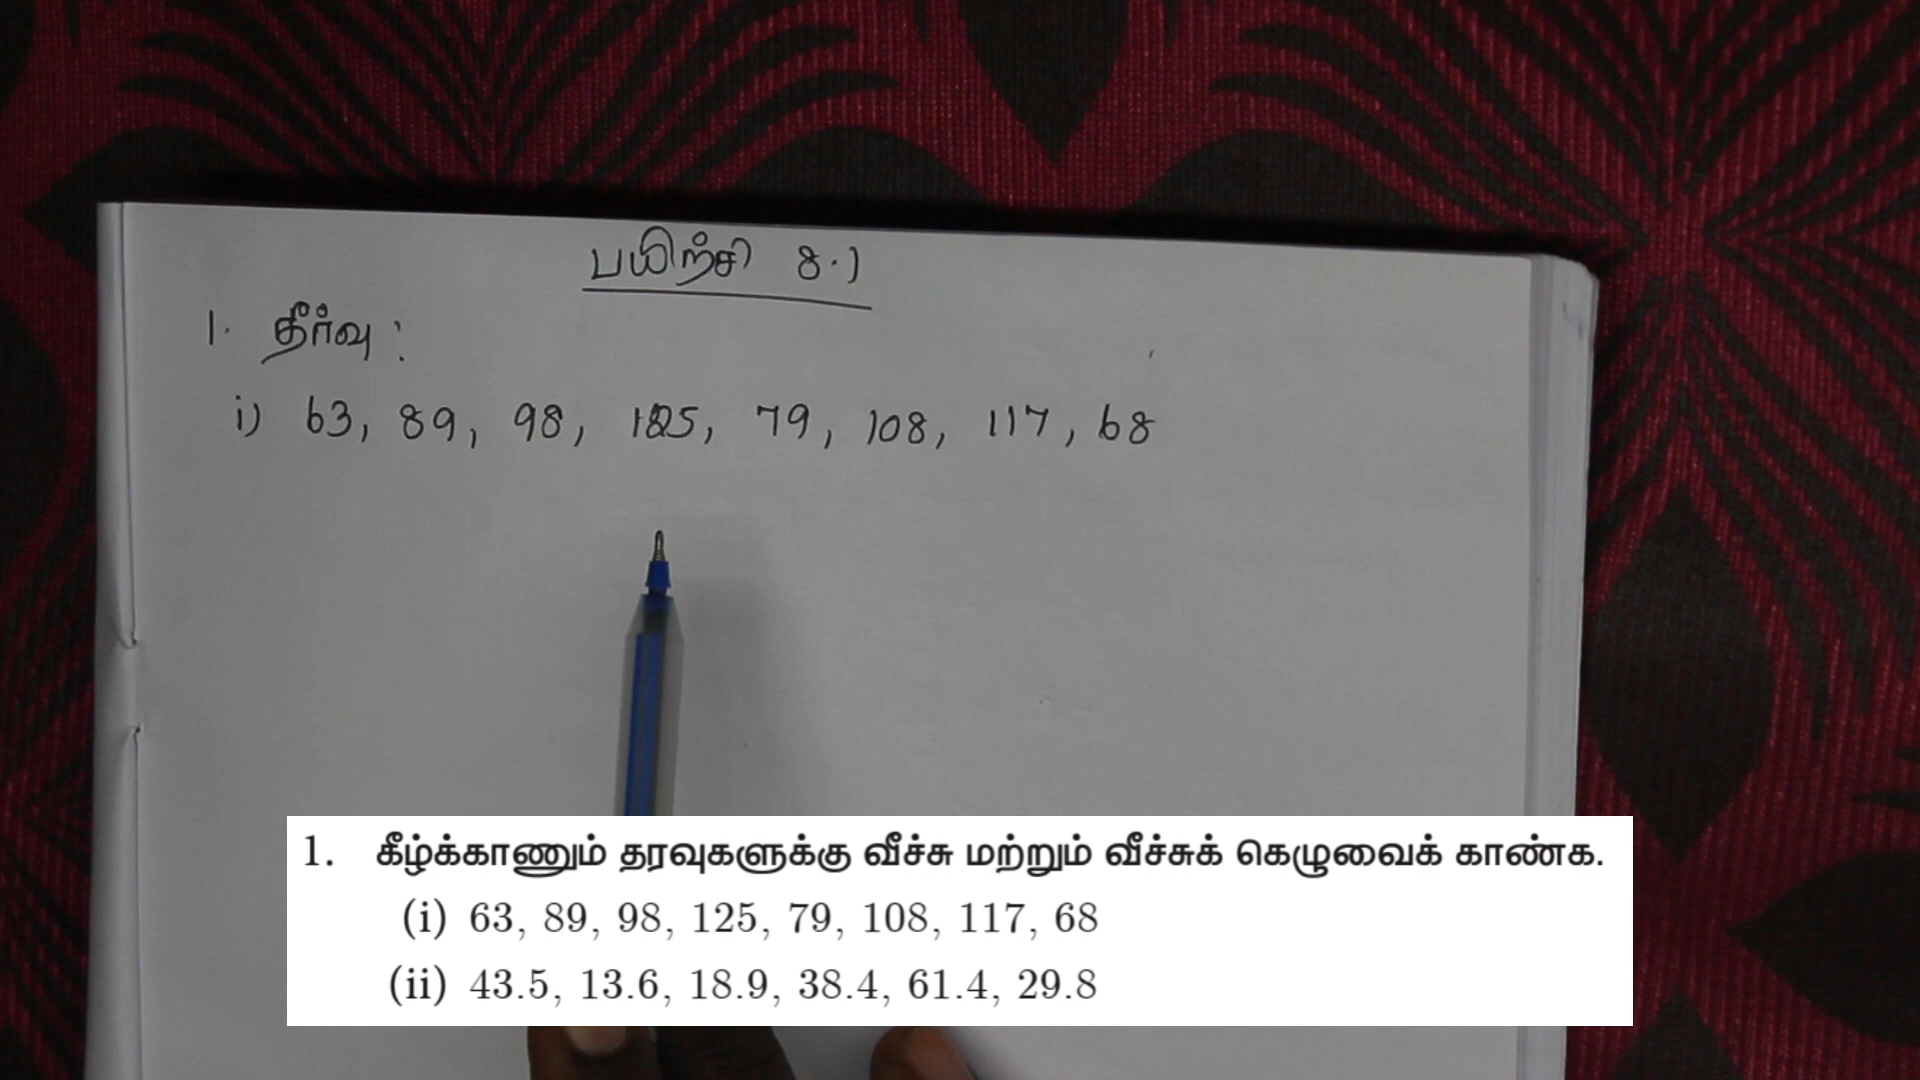 பயிற்சி 8.1
1. தீர்வு :
i) 63, 89, 98, 125, 79, 108, 117, 68
1. கீழ்க்காணும் தரவுகளுக்கு வீச்சு மற்றும் வீச்சுக் கெழுவைக் காண்க.
(i) 63, 89, 98, 125, 79, 108, 117, 68
(ii) 43.5, 13.6, 18.9, 38.4, 61.4, 29.8